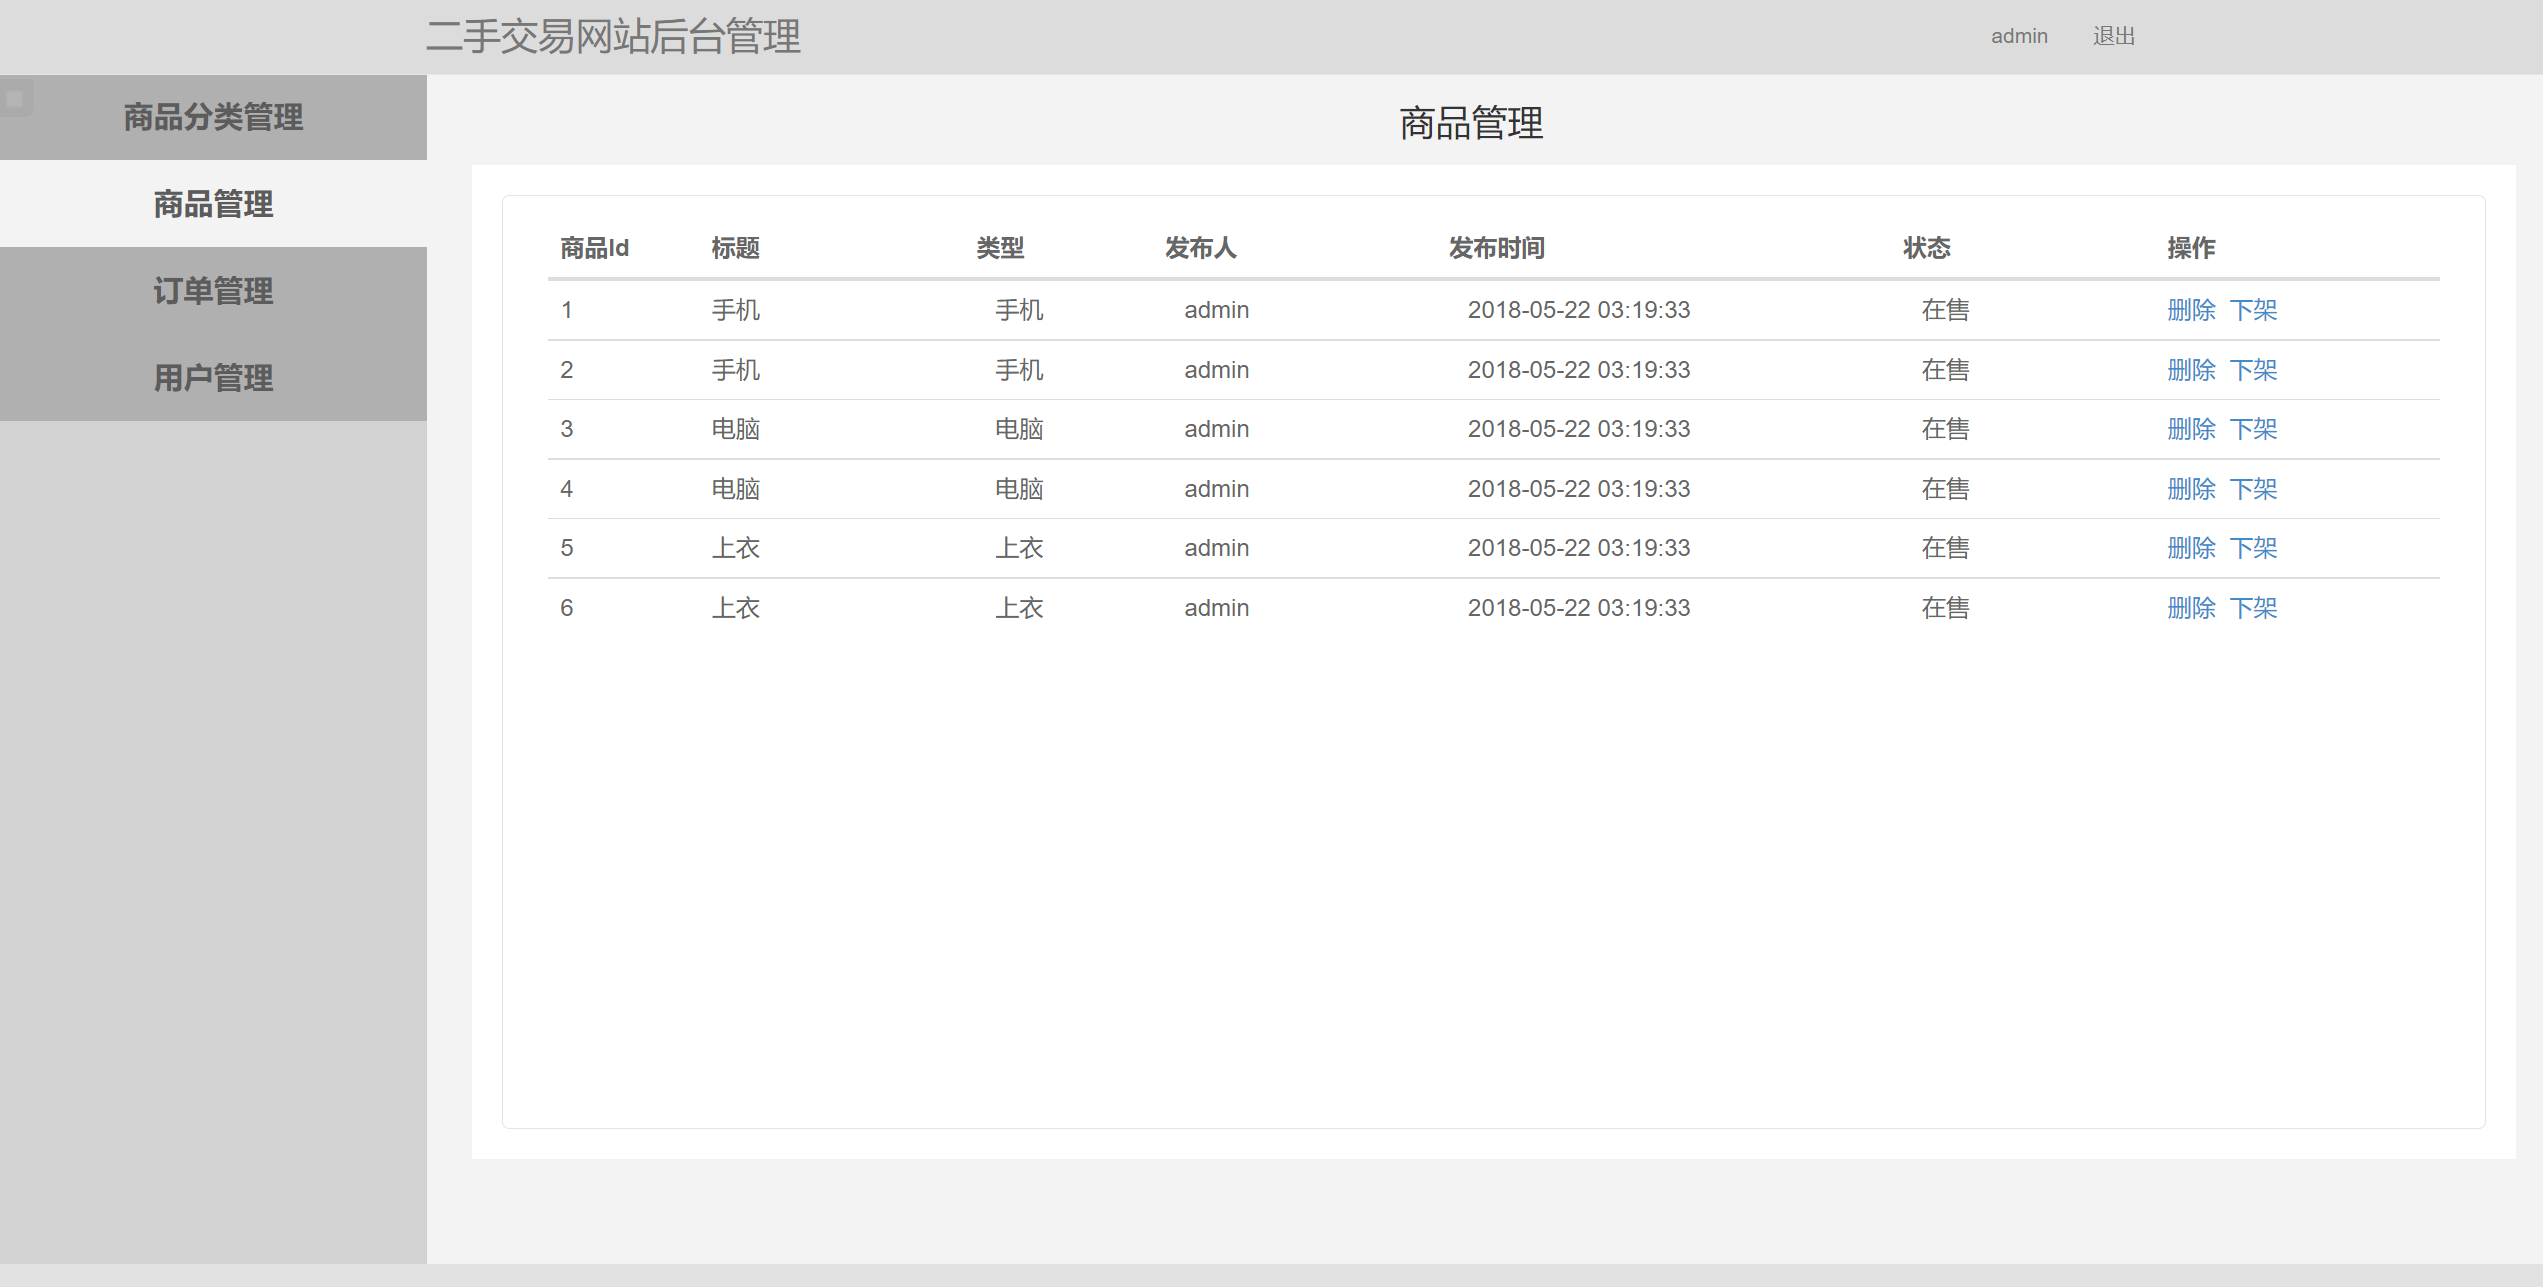 二手交易网站后台管理 admin 退出
商品分类管理
商品管理
订单管理
用户管理
商品管理
商品Id 标题 类型 发布人 发布时间 状态 操作
1 手机 手机 admin 2018-05-22 03:19:33 在售 删除 下架
2 手机 手机 admin 2018-05-22 03:19:33 在售 删除 下架
3 电脑 电脑 admin 2018-05-22 03:19:33 在售 删除 下架
4 电脑 电脑 admin 2018-05-22 03:19:33 在售 删除 下架
5 上衣 上衣 admin 2018-05-22 03:19:33 在售 删除 下架
6 上衣 上衣 admin 2018-05-22 03:19:33 在售 删除 下架